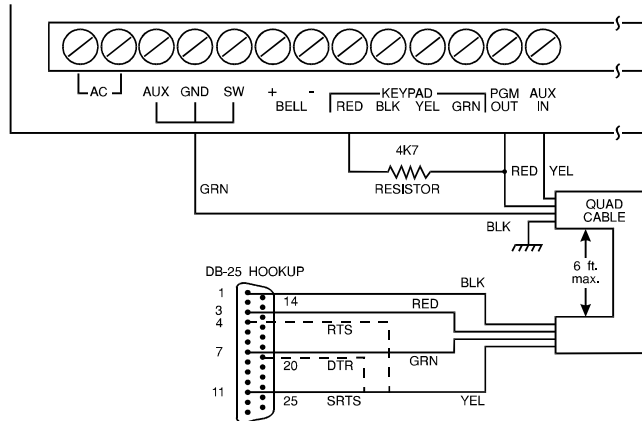 AC
AUX GND SW
+ -
BELL
KEYPAD
RED BLK YEL GRN
PGM OUT
AUX IN
4K7
RESISTOR
RED YEL
GRN
QUAD CABLE
BLK
6 ft. max.
DB-25 HOOKUP
BLK
1
14
RED
3
4
RTS
7
GRN
20 DTR
11
25 SRTS
YEL